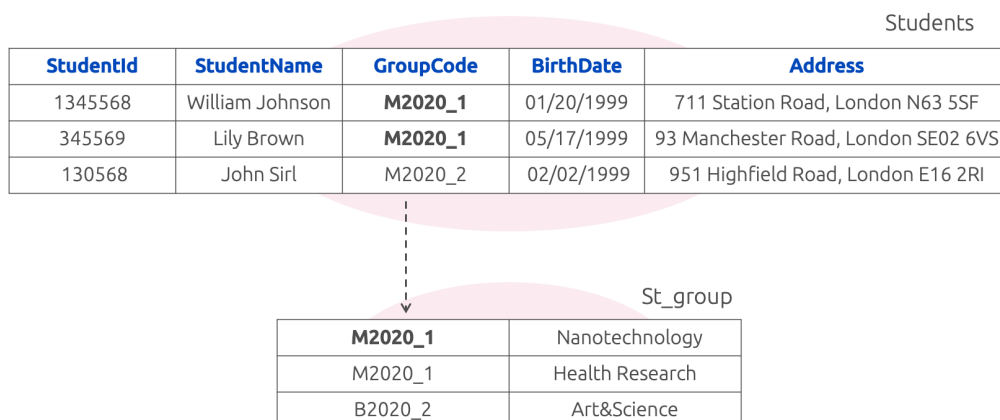 Students
StudentId StudentName GroupCode BirthDate Address
1345568 William Johnson M2020_1 01/20/1999 711 Station Road, London N63 5SF
345569 Lily Brown M2020_1 05/17/1999 93 Manchester Road, London SE02 6VS
130568 John Sirl M2020_2 02/02/1999 951 Highfield Road, London E16 2RI
St_group
M2020_1 Nanotechnology
M2020_1 Health Research
B2020_2 Art&Science